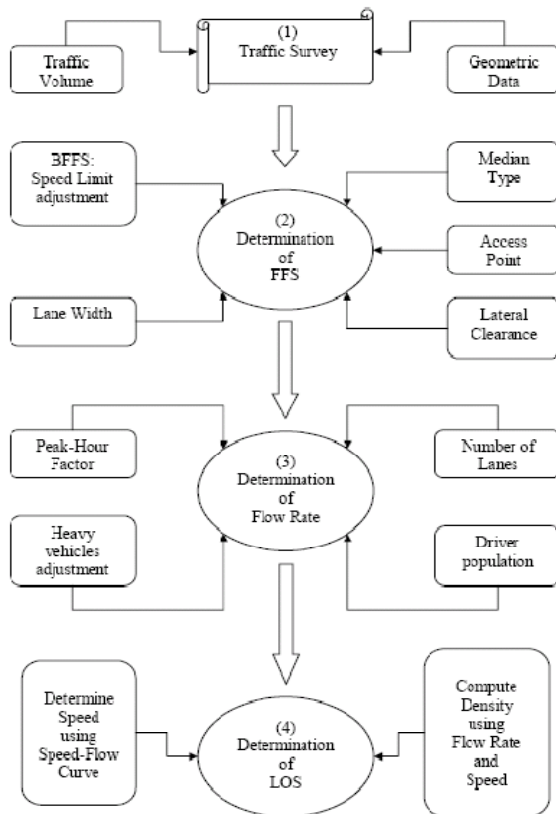 (1)
Traffic Survey
Traffic
Volume
Geometric
Data
BFFS:
Speed Limit
adjustment
Median
Type
(2)
Determination
of
FFS
Access
Point
Lane Width
Lateral
Clearance
Peak-Hour
Factor
Number of
Lanes
(3)
Determination
of
Flow Rate
Heavy
vehicles
adjustment
Driver
population
Determine
Speed
using
Speed-Flow
Curve
(4)
Determination
of
LOS
Compute
Density
using
Flow Rate
and
Speed